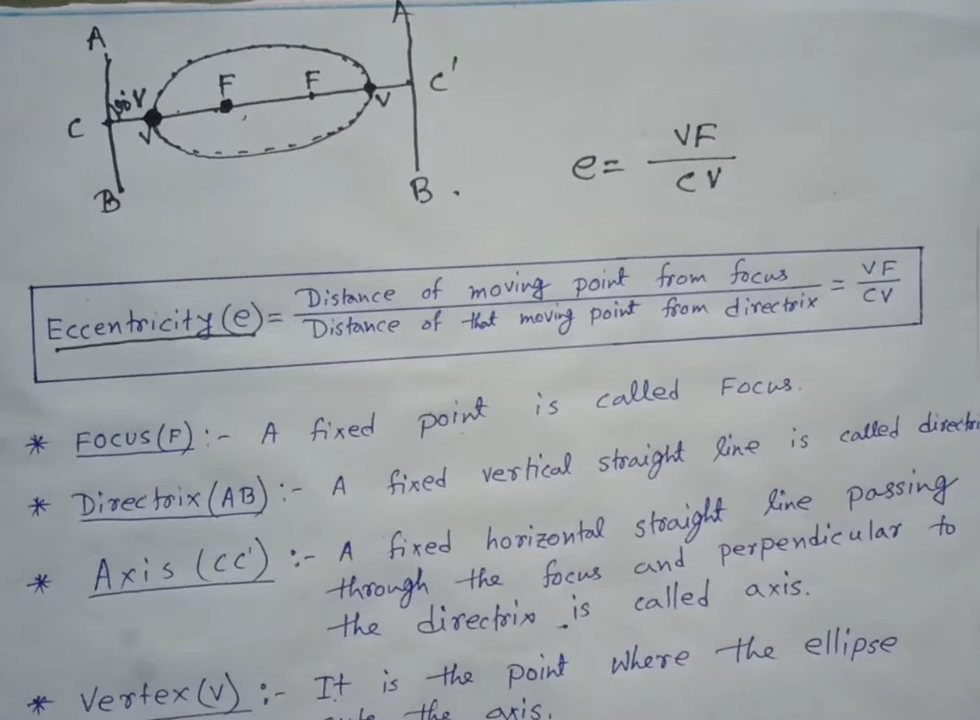 A
A
F
F
90°
V
C
V
V
C'
B
B.
e = VF / CV
Eccentricity (e) = Distance of moving point from focus / Distance of that moving point from directrix = VF / CV
* Focus (F) :- A fixed point is called Focus.
* Directrix (AB) :- A fixed vertical straight line is called directri
* Axis (CC') :- A fixed horizontal straight line passing
through the focus and perpendicular to
the directrix is called axis.
* Vertex (V) :- It is the point where the ellipse
the axis.